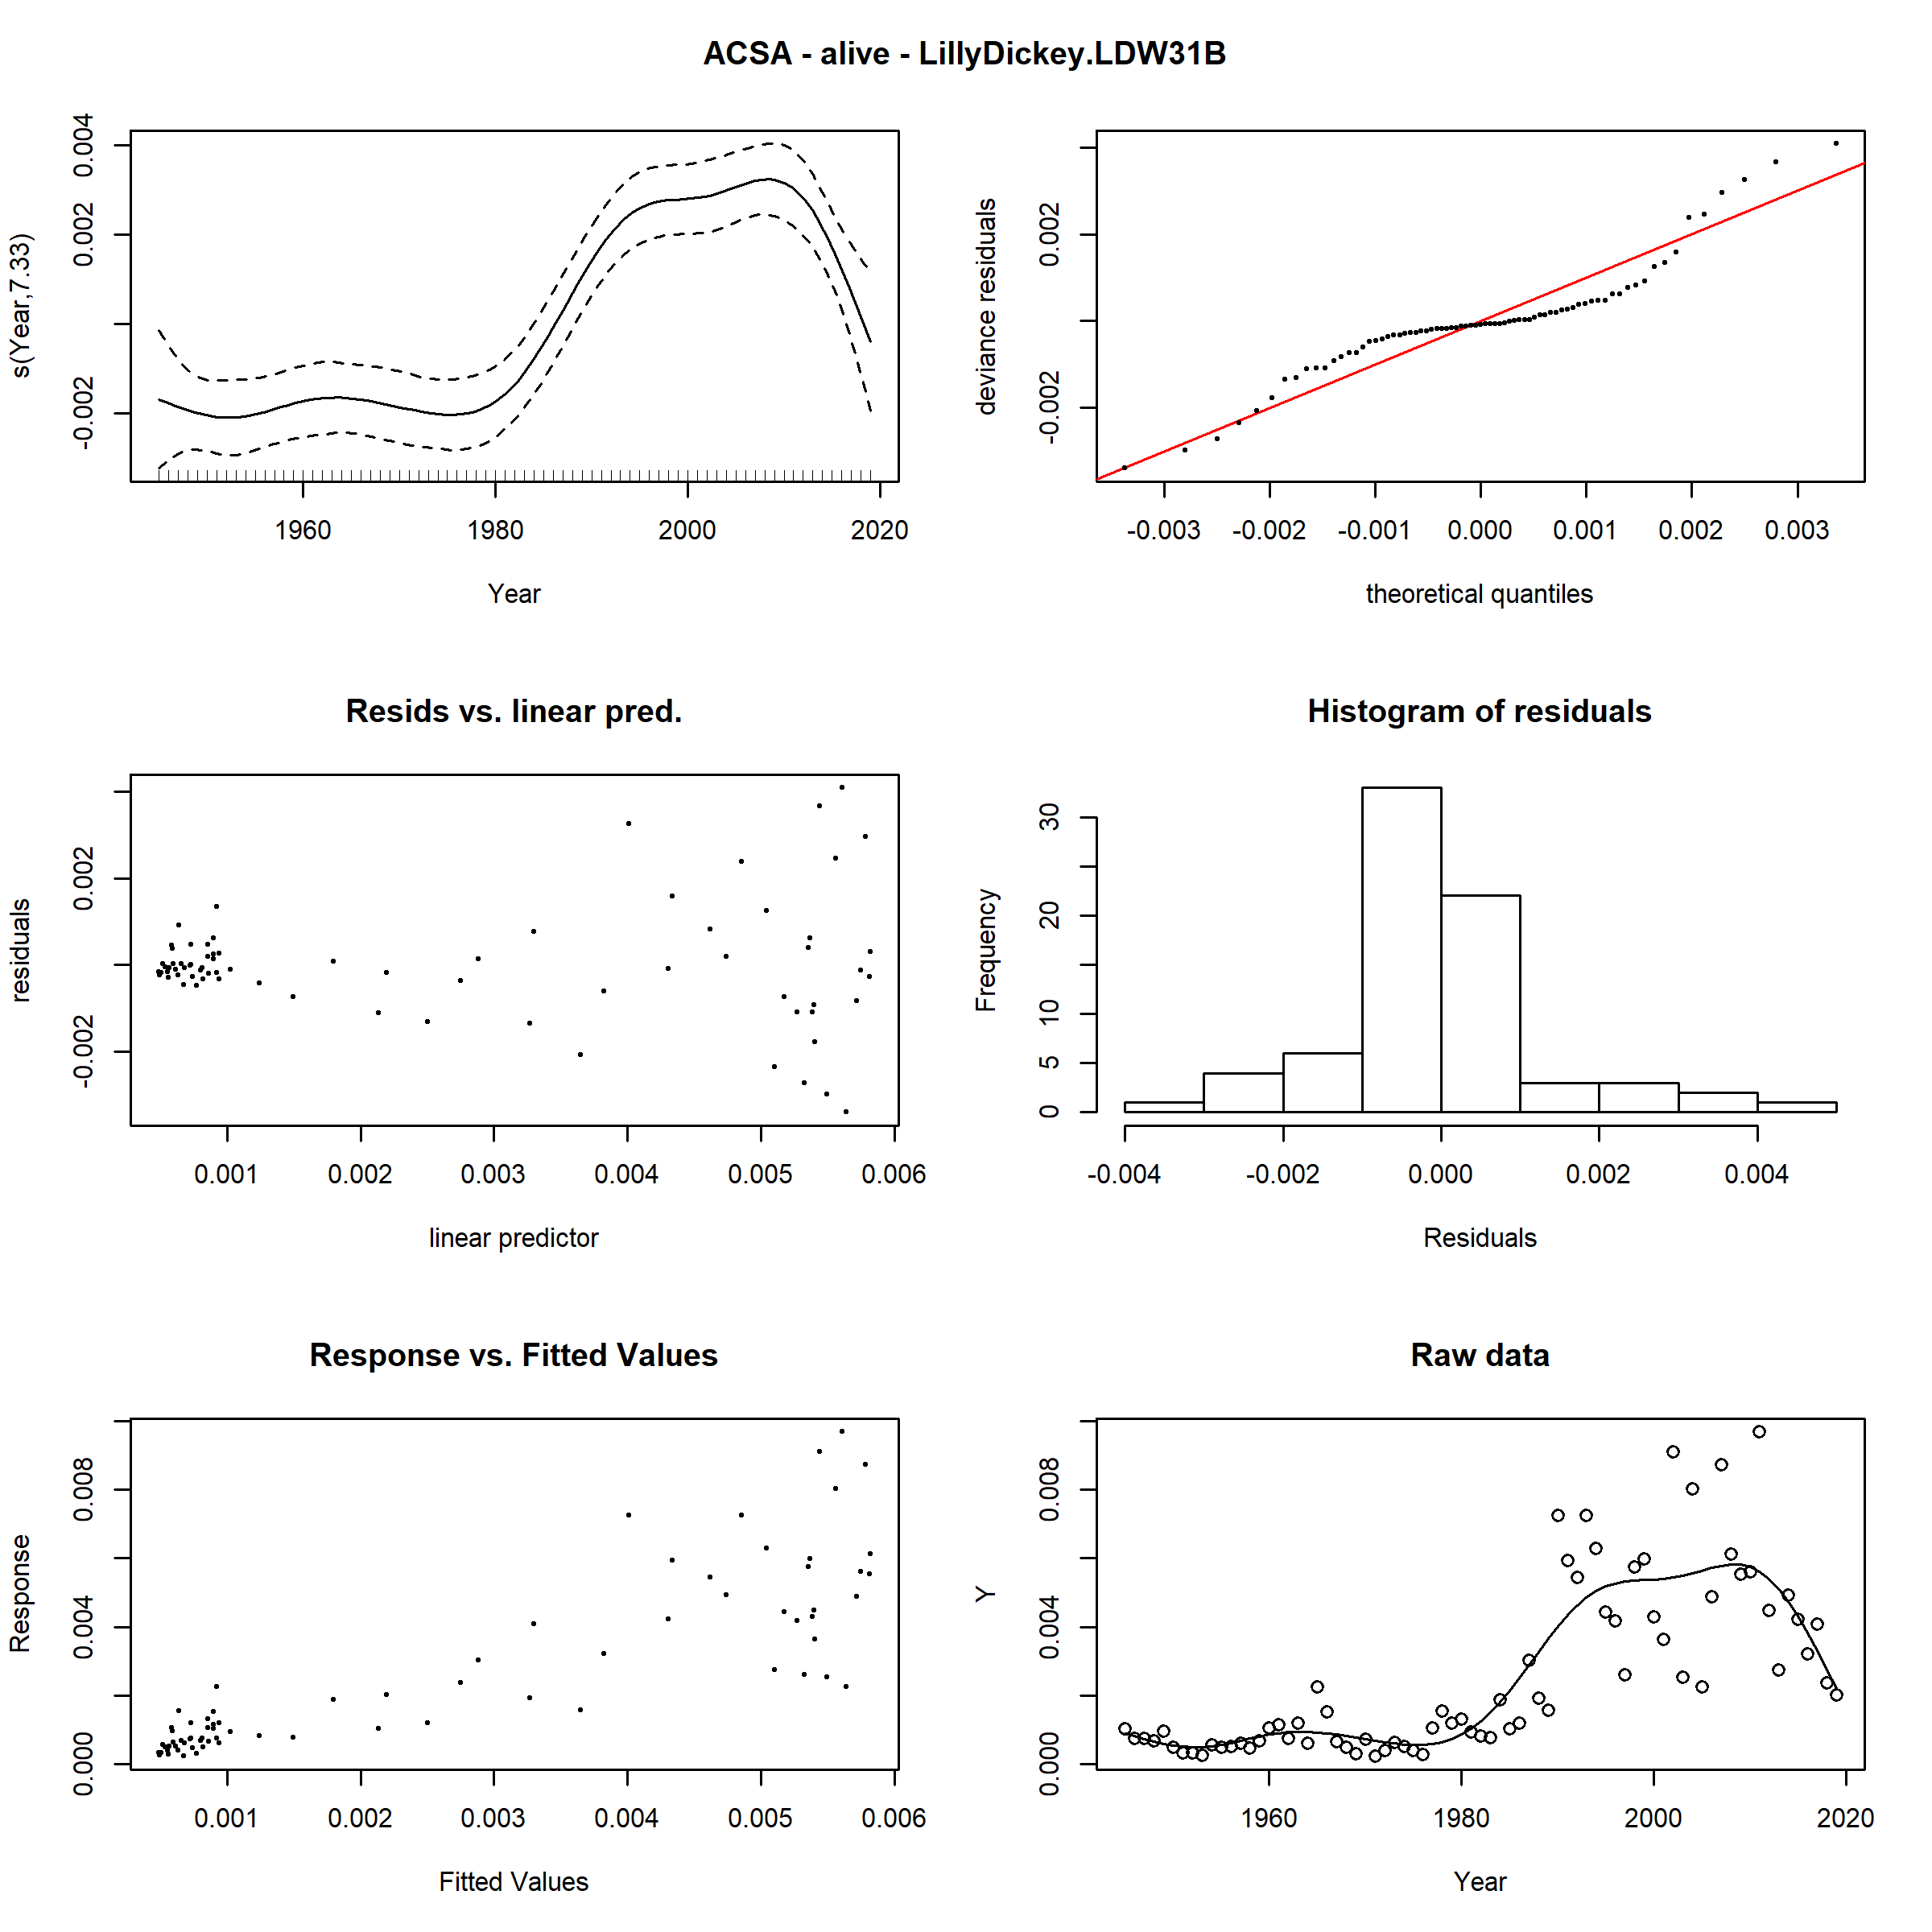 ACSA - alive - LillyDickey.LDW31B
s(Year,7.33)
-0.002 0.002 0.004
1960 1980 2000 2020
Year
deviance residuals
-0.002 0.002
-0.003 -0.002 -0.001 0.000 0.001 0.002 0.003
theoretical quantiles
Resids vs. linear pred.
residuals
-0.002 0.002
0.001 0.002 0.003 0.004 0.005 0.006
linear predictor
Histogram of residuals
Frequency
0 5 10 20 30
-0.004 -0.002 0.000 0.002 0.004
Residuals
Response vs. Fitted Values
Response
0.000 0.004 0.008
0.001 0.002 0.003 0.004 0.005 0.006
Fitted Values
Raw data
Y
0.000 0.004 0.008
1960 1980 2000 2020
Year